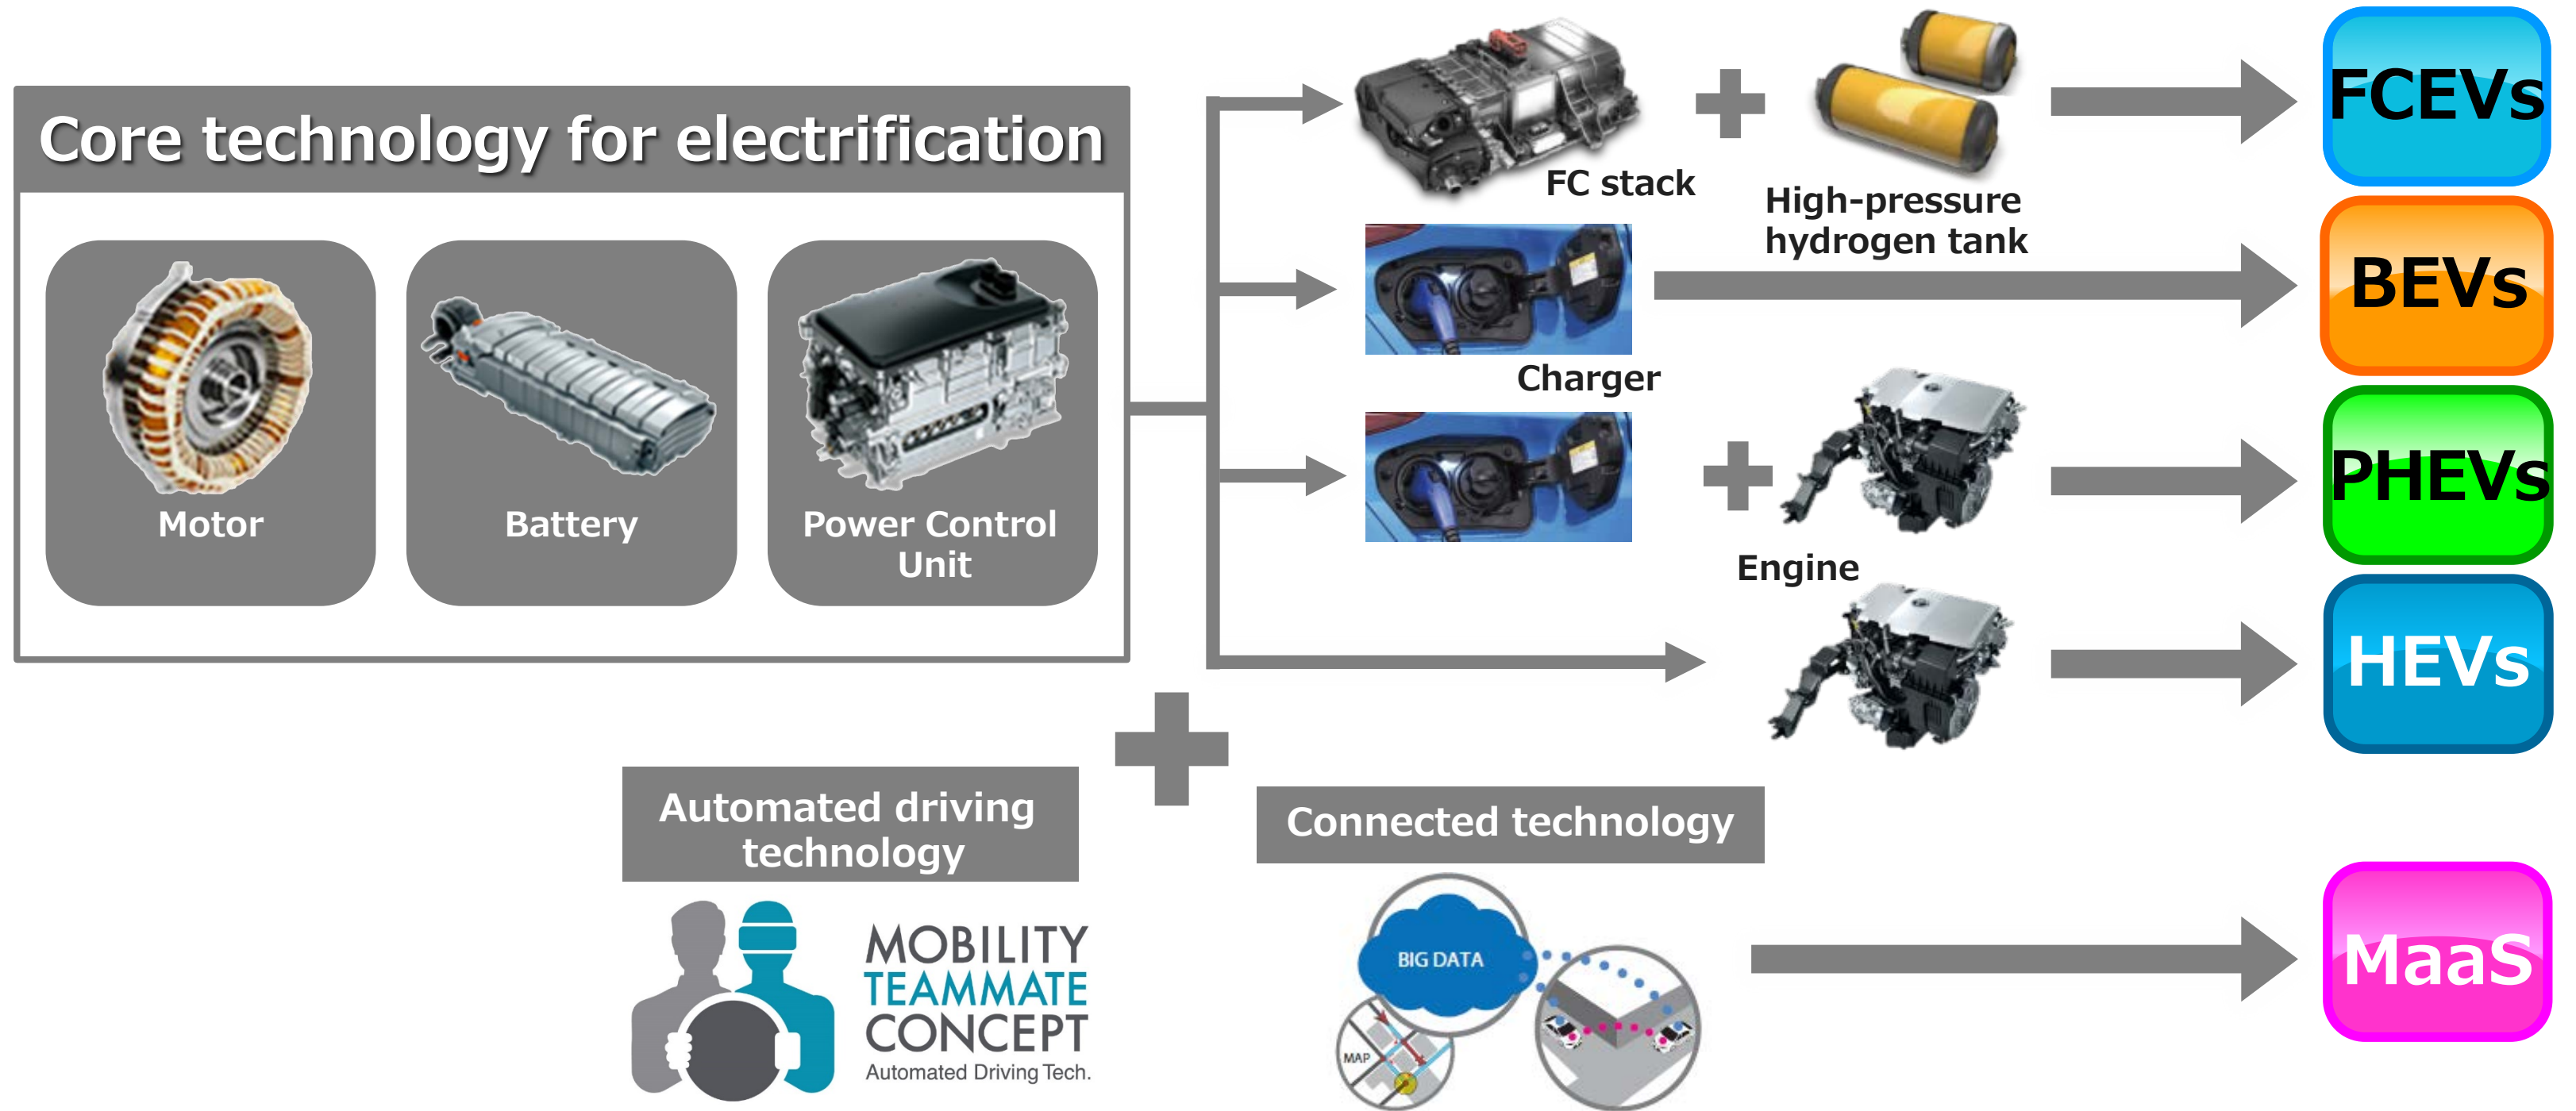 Core technology for electrification
Motor
Battery
Power Control
Unit
FC stack
High-pressure
hydrogen tank
FCEVs
Charger
BEVs
Engine
PHEVs
HEVs
Automated driving
technology
MOBILITY
TEAMMATE
CONCEPT
Automated Driving Tech.
Connected technology
BIG DATA
MAP
MaaS